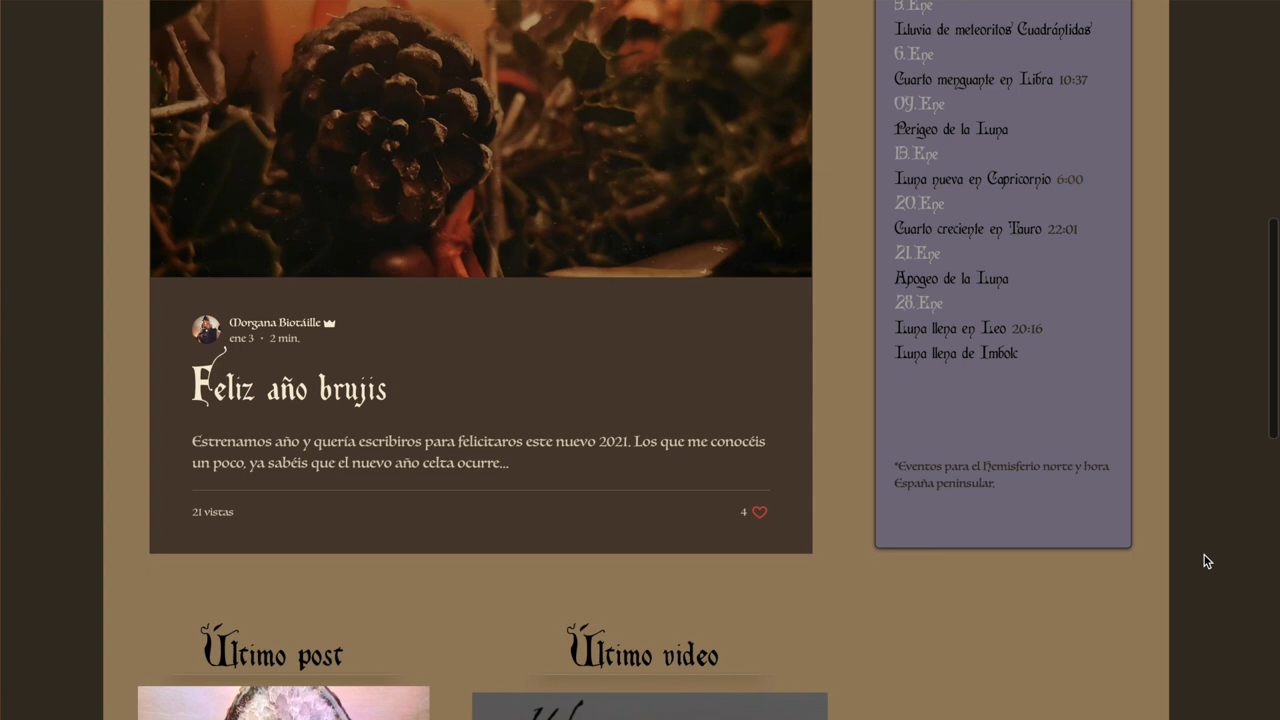 Morgana Biotáille
ene 3 · 2 min.
Feliz año brujis
Estrenamos año y quería escribiros para felicitaros este nuevo 2021. Los que me conocéis
un poco, ya sabéis que el nuevo año celta ocurre...
21 vistas
4
Último post
Último video
Lluvia de meteoritos Cuadrántidas
6. Ene
Cuarto menguante en Libra 10:37
09. Ene
Perigeo de la Luna
13. Ene
Luna nueva en Capricornio 6:00
20. Ene
Cuarto creciente en Tauro 22:01
21. Ene
Apogeo de la Luna
28. Ene
Luna llena en Leo 20:16
Luna llena de Imbolc
*Eventos para el Hemisferio norte y hora
España peninsular.